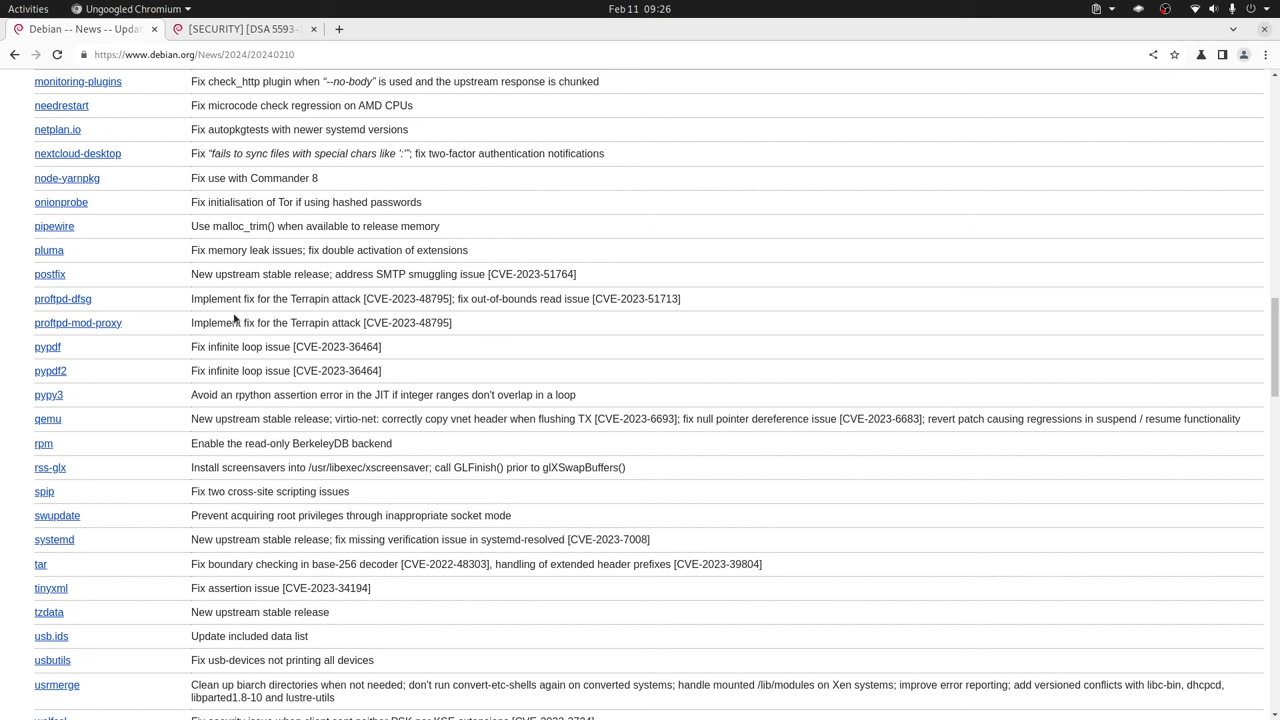 Activities Ungoogled Chromium Feb 11 09:26
Debian -- News -- Upda [SECURITY] [DSA 5593-
https://www.debian.org/News/2024/20240210
monitoring-plugins Fix check_http plugin when “--no-body” is used and the upstream response is chunked
needrestart Fix microcode check regression on AMD CPUs
netplan.io Fix autopkgtests with newer systemd versions
nextcloud-desktop Fix “fails to sync files with special chars like ':'”; fix two-factor authentication notifications
node-yarnpkg Fix use with Commander 8
onionprobe Fix initialisation of Tor if using hashed passwords
pipewire Use malloc_trim() when available to release memory
pluma Fix memory leak issues; fix double activation of extensions
postfix New upstream stable release; address SMTP smuggling issue [CVE-2023-51764]
proftpd-dfsg Implement fix for the Terrapin attack [CVE-2023-48795]; fix out-of-bounds read issue [CVE-2023-51713]
proftpd-mod-proxy Implement fix for the Terrapin attack [CVE-2023-48795]
pypdf Fix infinite loop issue [CVE-2023-36464]
pypdf2 Fix infinite loop issue [CVE-2023-36464]
pypy3 Avoid an rpython assertion error in the JIT if integer ranges don't overlap in a loop
qemu New upstream stable release; virtio-net: correctly copy vnet header when flushing TX [CVE-2023-6693]; fix null pointer dereference issue [CVE-2023-6683]; revert patch causing regressions in suspend / resume functionality
rpm Enable the read-only BerkeleyDB backend
rss-glx Install screensavers into /usr/libexec/xscreensaver; call GLFinish() prior to glXSwapBuffers()
spip Fix two cross-site scripting issues
swupdate Prevent acquiring root privileges through inappropriate socket mode
systemd New upstream stable release; fix missing verification issue in systemd-resolved [CVE-2023-7008]
tar Fix boundary checking in base-256 decoder [CVE-2022-48303], handling of extended header prefixes [CVE-2023-39804]
tinyxml Fix assertion issue [CVE-2023-34194]
tzdata New upstream stable release
usb.ids Update included data list
usbutils Fix usb-devices not printing all devices
usrmerge Clean up biarch directories when not needed; don't run convert-etc-shells again on converted systems; handle mounted /lib/modules on Xen systems; improve error reporting; add versioned conflicts with libc-bin, dhcpcd,
libparted1.8-10 and lustre-utils